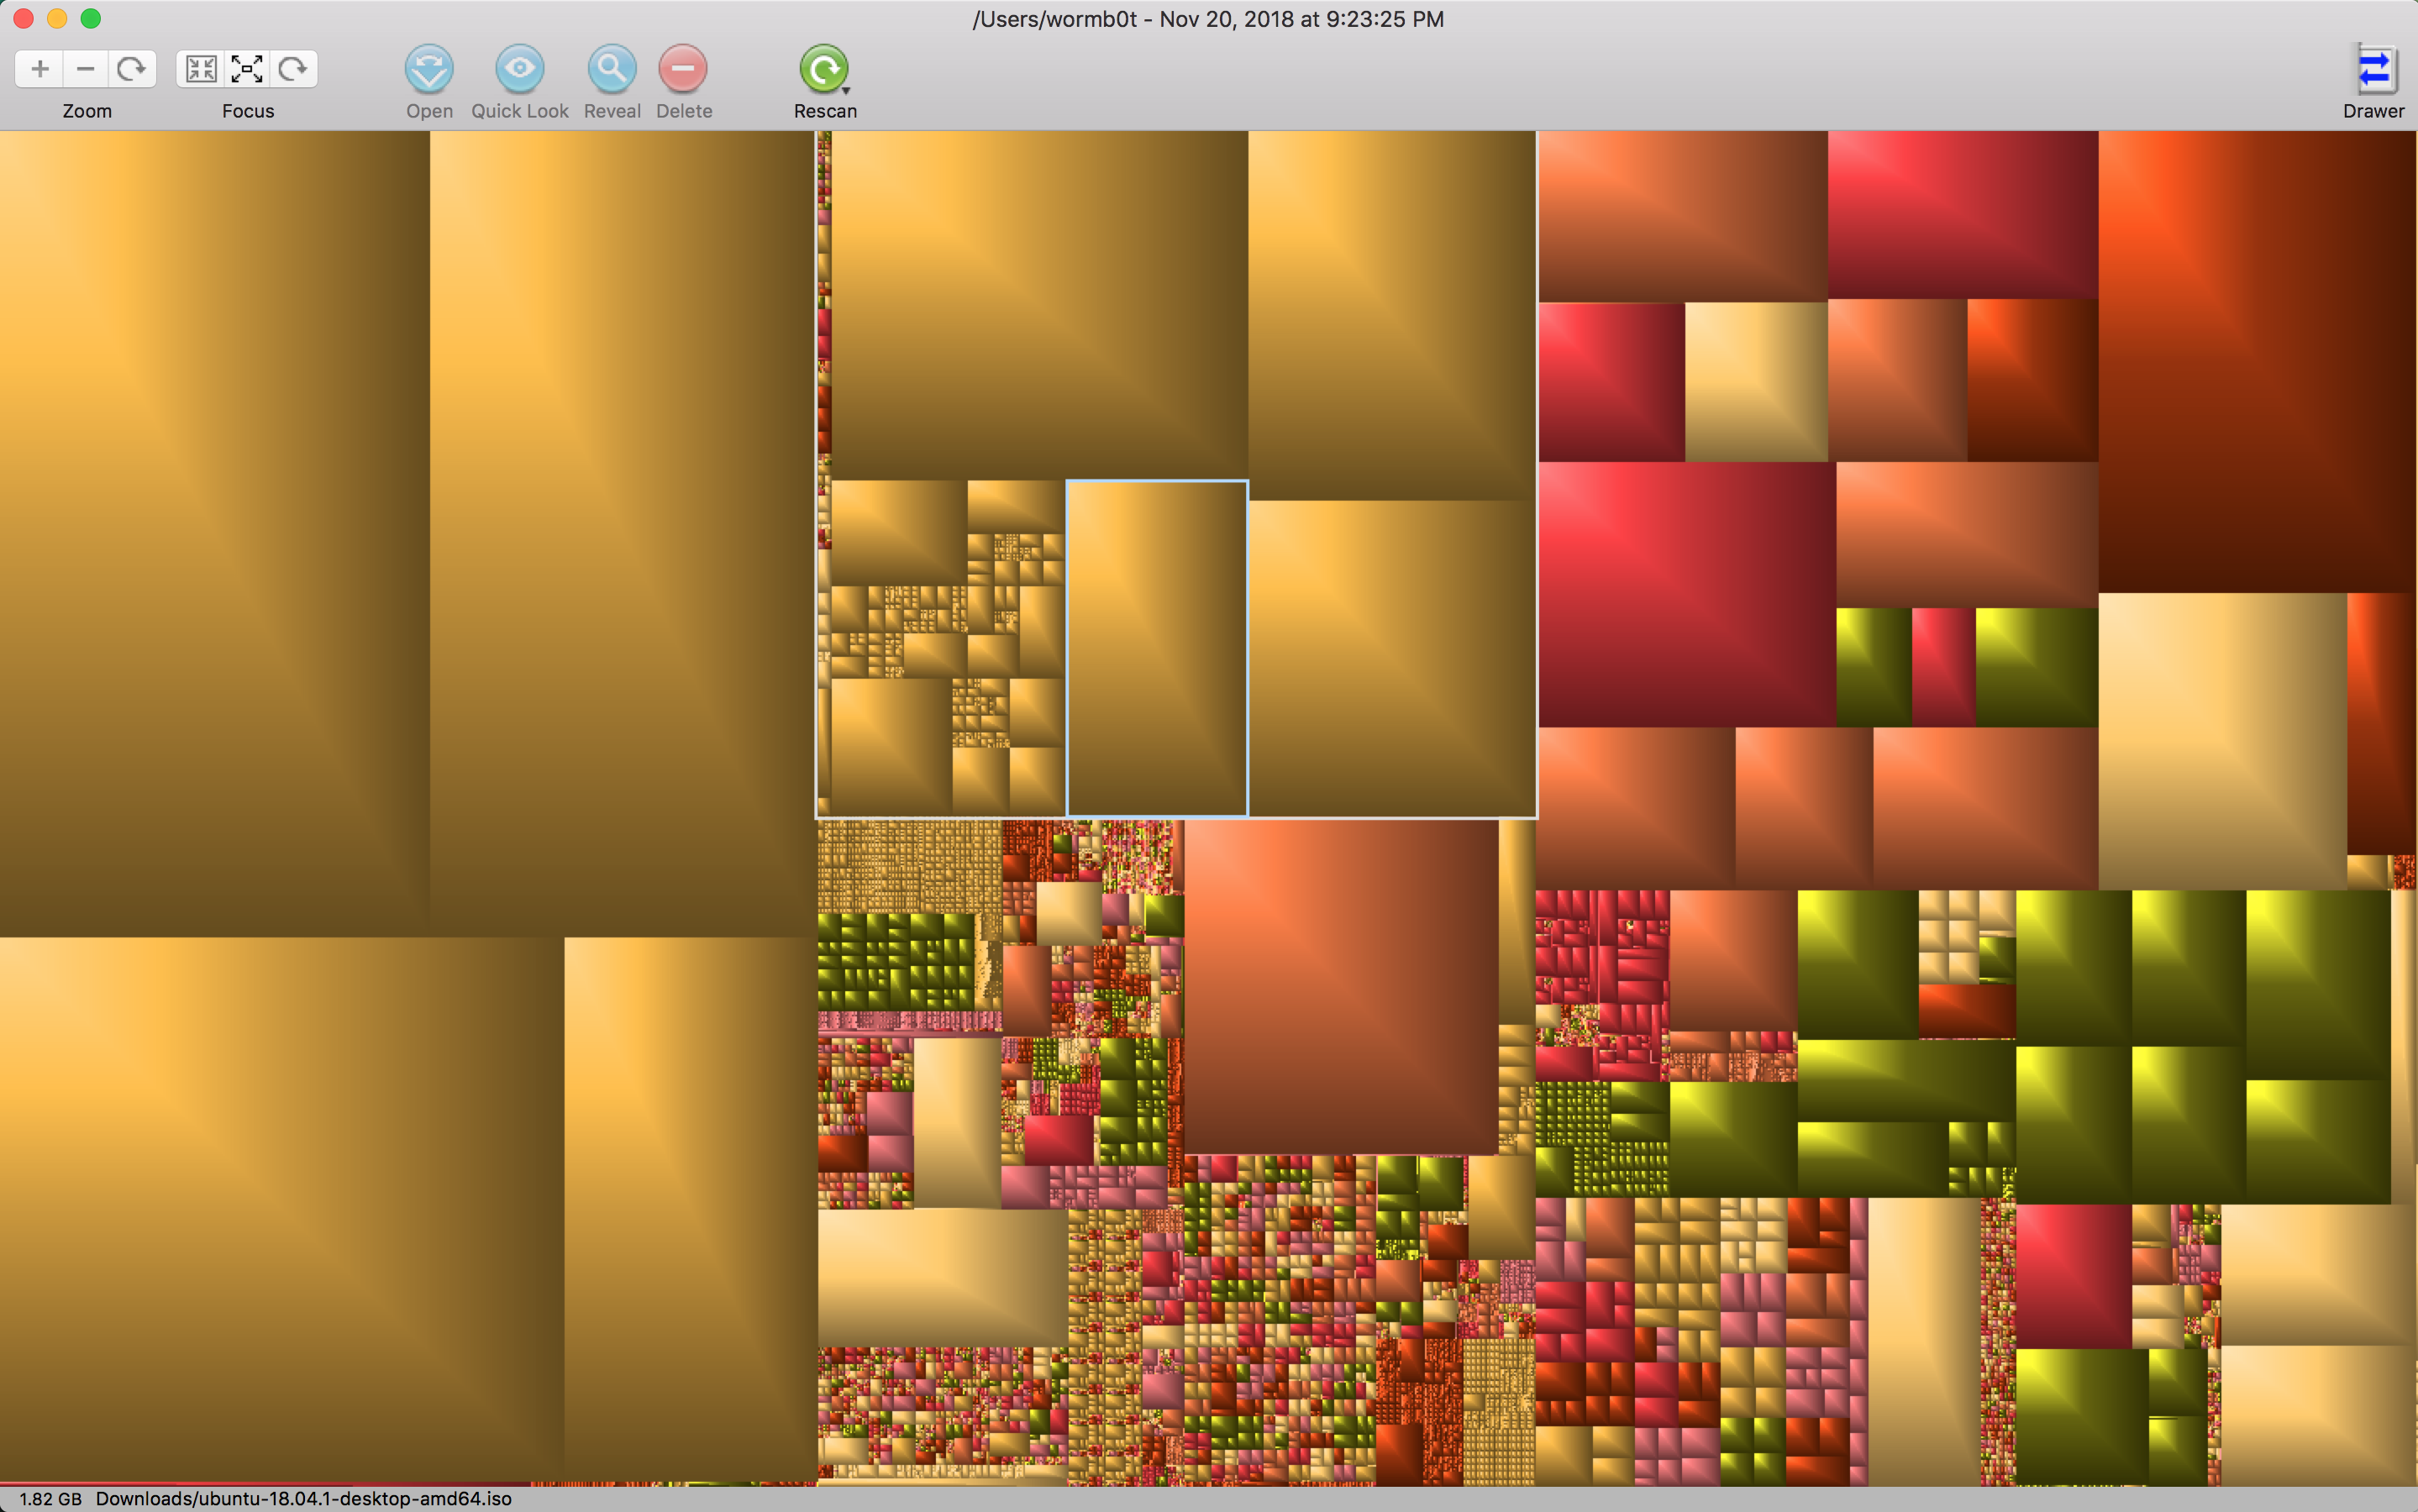 /Users/wormb0t - Nov 20, 2018 at 9:23:25 PM
Zoom
Focus
Open
Quick Look
Reveal
Delete
Rescan
Drawer
1.82 GB Downloads/ubuntu-18.04.1-desktop-amd64.iso